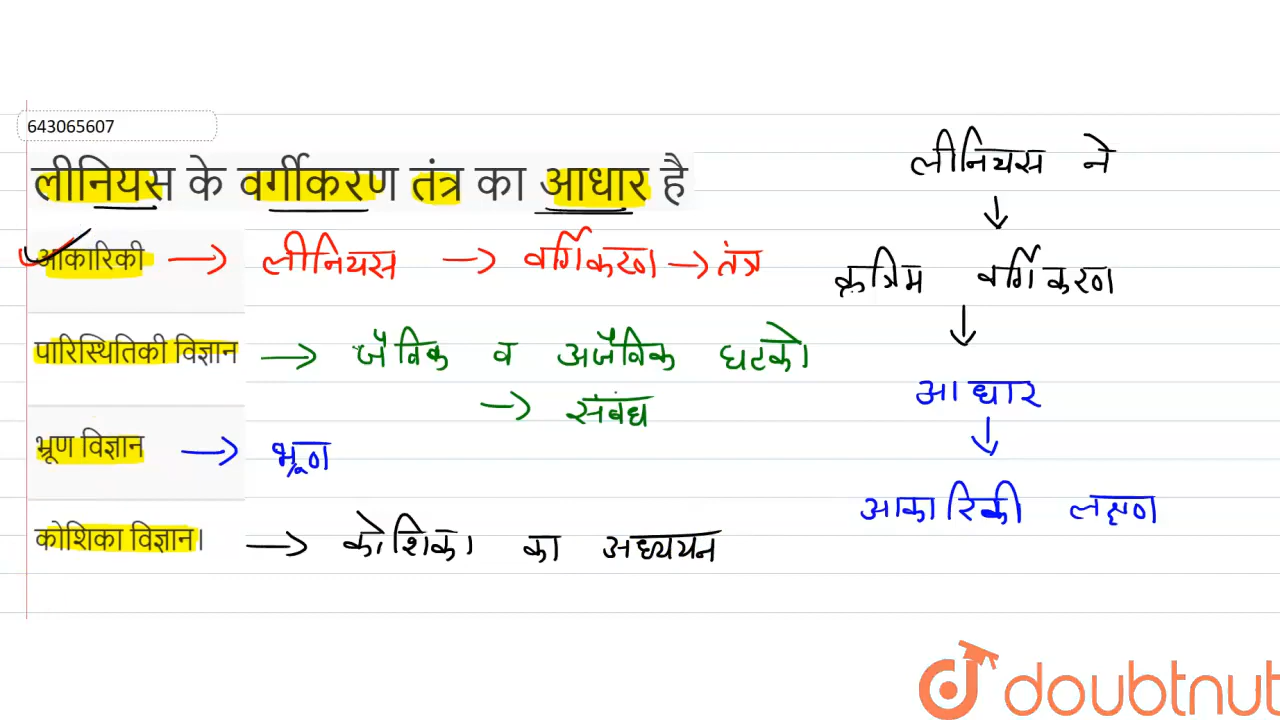 643065607
लीनियस के वर्गीकरण तंत्र का आधार है
आकारिकी → लीनियस → वर्गिकरण → तंत्र
पारिस्थितिकी विज्ञान → जैविक व अजैविक घटको
→ संबंध
भ्रूण विज्ञान → भ्रूण
कोशिका विज्ञान। → कोशिका का अध्ययन
लीनियस ने
↓
कृत्रिम वर्गिकरण
↓
आधार
↓
आकारिकी लक्षण
doubtnut